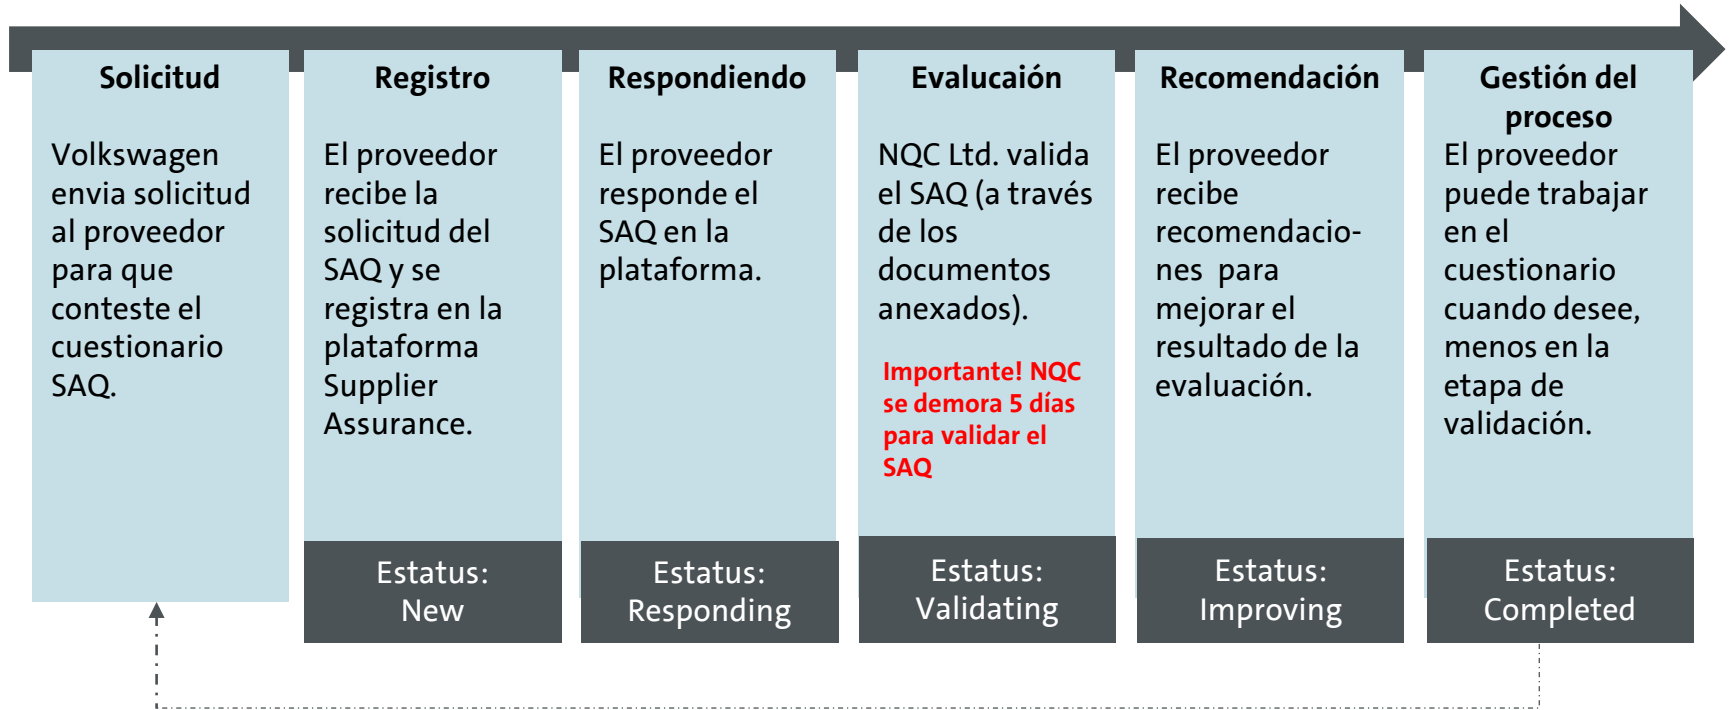 Solicitud
Volkswagen
envia solicitud
al proveedor
para que
conteste el
cuestionario
SAQ.
Registro
El proveedor
recibe la
solicitud del
SAQ y se
registra en la
plataforma
Supplier
Assurance.
Estatus:
New
Respondiendo
El proveedor
responde el
SAQ en la
plataforma.
Estatus:
Responding
Evalucaión
NQC Ltd. valida
el SAQ (a través
de los
documentos
anexados).
Importante! NQC
se demora 5 días
para validar el
SAQ
Estatus:
Validating
Recomendación
El proveedor
recibe
recomendacio-
nes para
mejorar el
resultado de la
evaluación.
Estatus:
Improving
Gestión del
proceso
El proveedor
puede trabajar
en el
cuestionario
cuando desee,
menos en la
etapa de
validación.
Estatus:
Completed